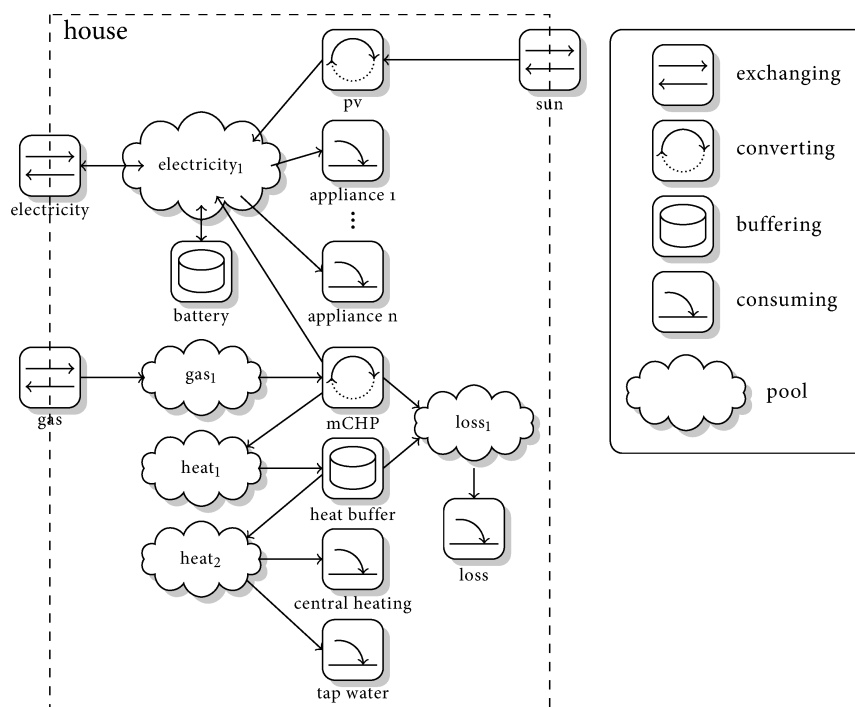 house
pv
sun
electricity₁
appliance 1
electricity
battery
appliance n
gas₁
gas
mCHP
loss₁
heat₁
heat buffer
heat₂
loss
central heating
tap water
exchanging
converting
buffering
consuming
pool